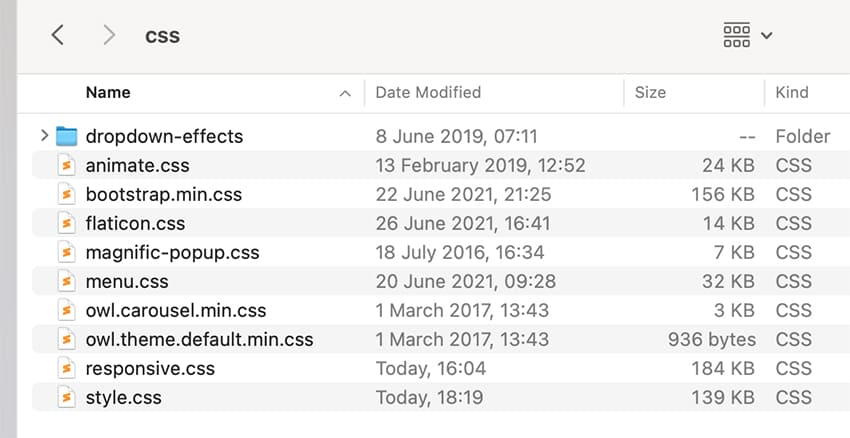 css
Name Date Modified Size Kind
dropdown-effects 8 June 2019, 07:11 -- Folder
animate.css 13 February 2019, 12:52 24 KB CSS
bootstrap.min.css 22 June 2021, 21:25 156 KB CSS
flaticon.css 26 June 2021, 16:41 14 KB CSS
magnific-popup.css 18 July 2016, 16:34 7 KB CSS
menu.css 20 June 2021, 09:28 32 KB CSS
owl.carousel.min.css 1 March 2017, 13:43 3 KB CSS
owl.theme.default.min.css 1 March 2017, 13:43 936 bytes CSS
responsive.css Today, 16:04 184 KB CSS
style.css Today, 18:19 139 KB CSS